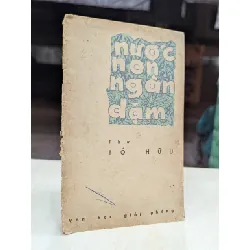 nước
non
ngàn
dặm
Thơ
TỐ HỮU
văn học giải phóng